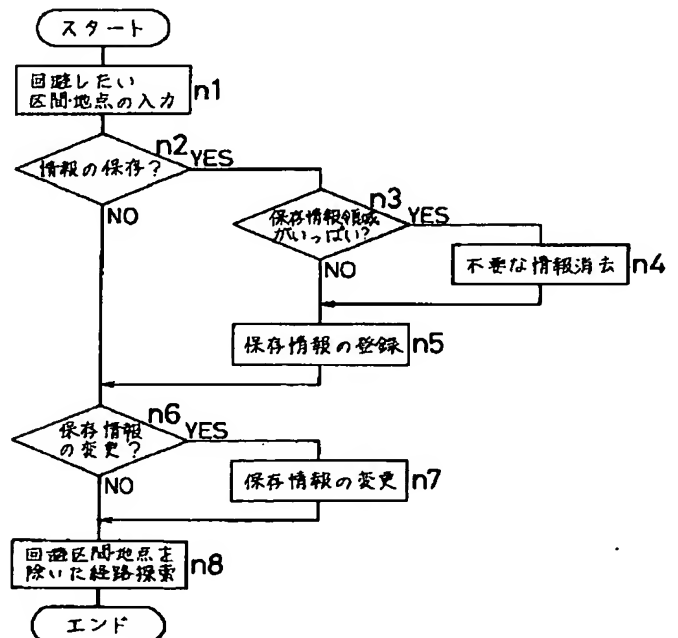 スタート
回避したい
区間・地点の入力
n1
n2
情報の保存?
YES
NO
n3
保存情報領域
がいっぱい?
YES
NO
不要な情報消去
n4
保存情報の登録
n5
n6
保存情報
の変更?
YES
NO
保存情報の変更
n7
回避区間・地点を
除いた経路探索
n8
エンド